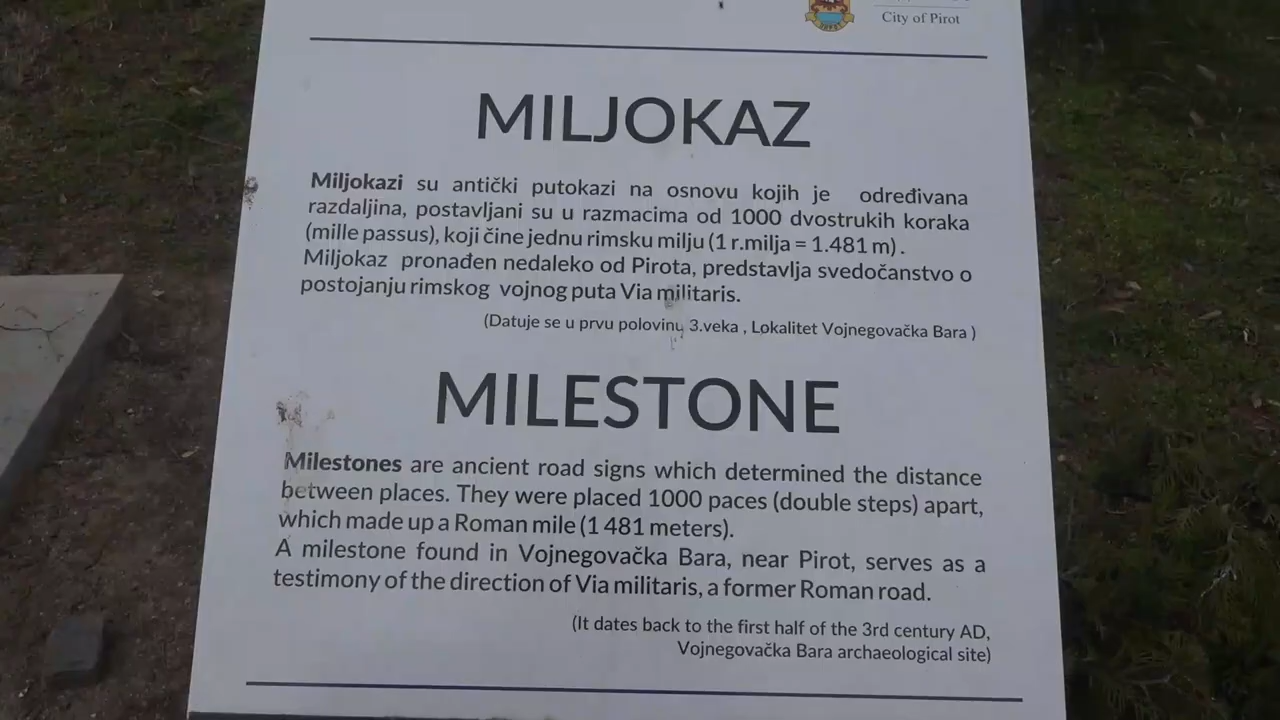 City of Pirot
MILJOKAZ
Miljokazi su antički putokazi na osnovu kojih je određivana
razdaljina, postavljani su u razmacima od 1000 dvostrukih koraka
(mille passus), koji čine jednu rimsku milju (1 r.milja = 1.481 m) .
Miljokaz pronađen nedaleko od Pirota, predstavlja svedočanstvo o
postojanju rimskog vojnog puta Via militaris.
(Datuje se u prvu polovinu 3.veka , Lokalitet Vojnegovačka Bara )
MILESTONE
Milestones are ancient road signs which determined the distance
between places. They were placed 1000 paces (double steps) apart,
which made up a Roman mile (1 481 meters).
A milestone found in Vojnegovačka Bara, near Pirot, serves as a
testimony of the direction of Via militaris, a former Roman road.
(It dates back to the first half of the 3rd century AD,
Vojnegovačka Bara archaeological site)